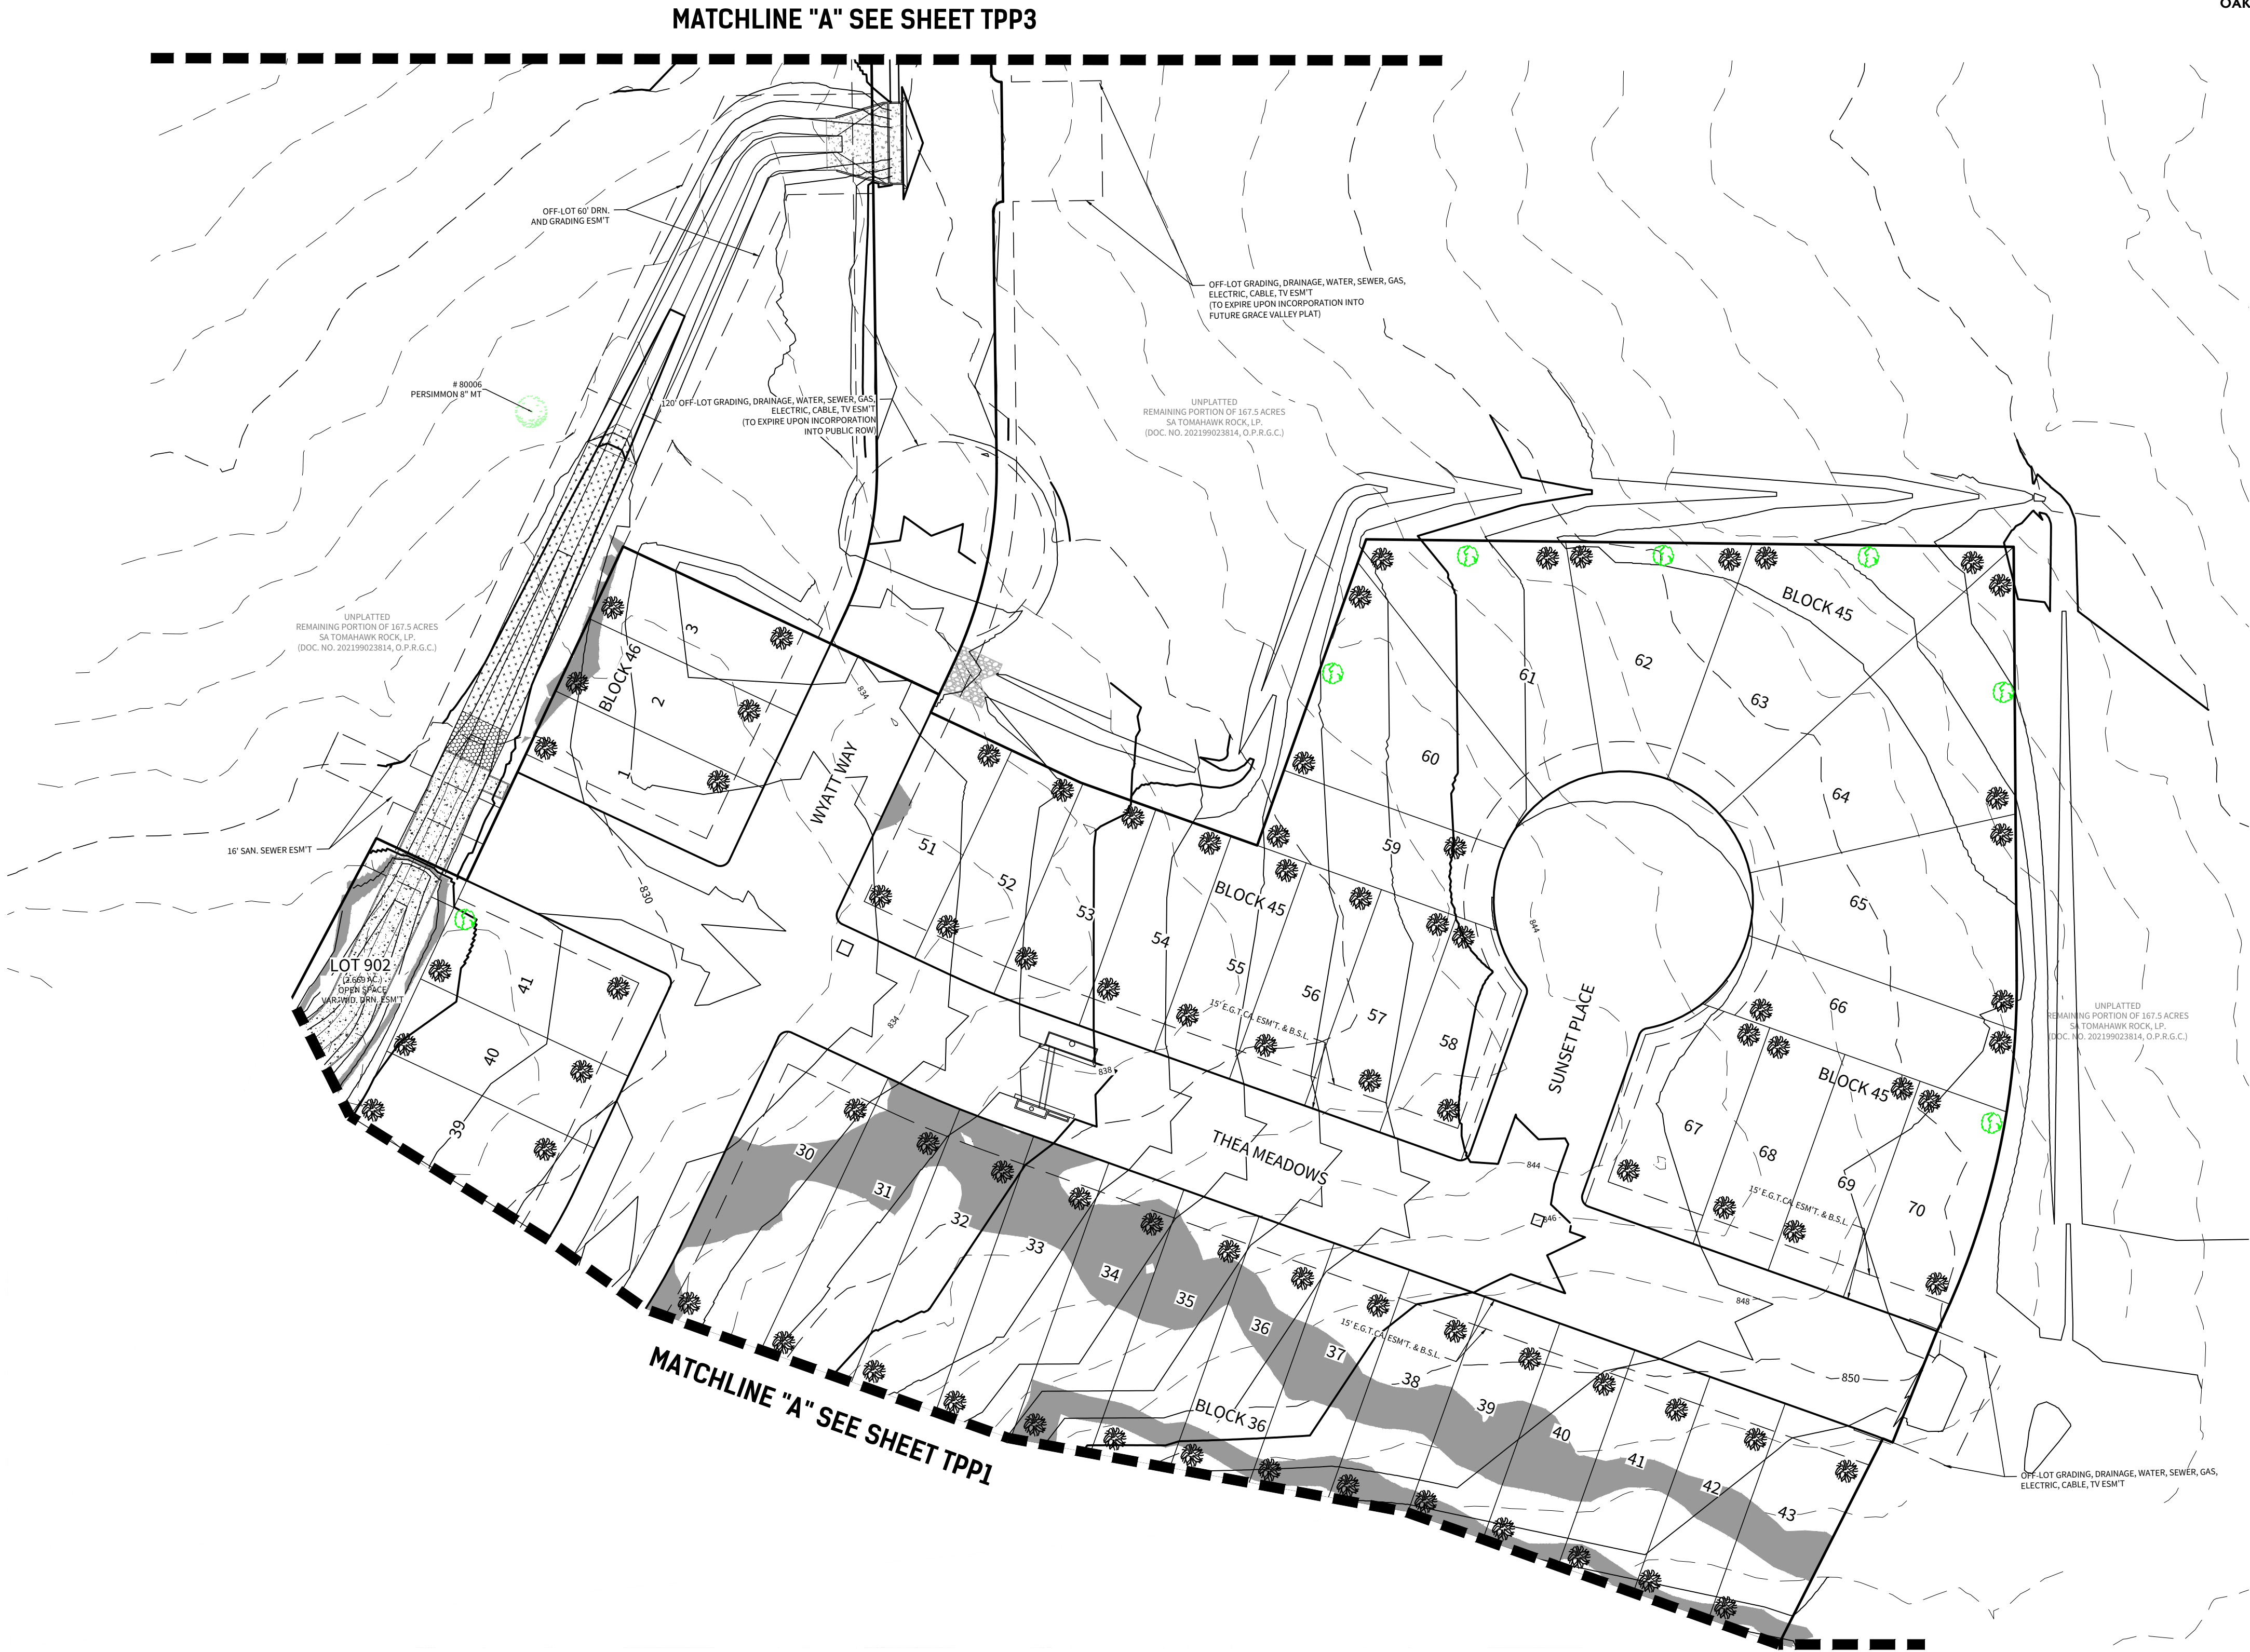 OAK
MATCHLINE "A" SEE SHEET TPP3
OFF-LOT 60' DRN.
AND GRADING ESM'T
OFF-LOT GRADING, DRAINAGE, WATER, SEWER, GAS,
ELECTRIC, CABLE, TV ESM'T
(TO EXPIRE UPON INCORPORATION INTO
FUTURE GRACE VALLEY PLAT)
# 80006
PERSIMMON 8" MT
120' OFF-LOT GRADING, DRAINAGE, WATER, SEWER, GAS,
ELECTRIC, CABLE, TV ESM'T
(TO EXPIRE UPON INCORPORATION
INTO PUBLIC ROW)
UNPLATTED
REMAINING PORTION OF 167.5 ACRES
SA TOMAHAWK ROCK, LP.
(DOC. NO. 202199023814, O.P.R.G.C.)
UNPLATTED
REMAINING PORTION OF 167.5 ACRES
SA TOMAHAWK ROCK, LP.
(DOC. NO. 202199023814, O.P.R.G.C.)
BLOCK 46
3
2
1
834
WYATT WAY
830
16' SAN. SEWER ESM'T
LOT 902
(2.669 AC.)
OPEN SPACE
VAR. WID. DRN. ESM'T
41
40
39
BLOCK 45
60
61
62
63
64
65
66
51
52
53
54
55
56
57
58
59
BLOCK 45
15' E.G.T.CA. ESM'T. & B.S.L.
844
SUNSET PLACE
834
838
THEA MEADOWS
844
846
848
850
BLOCK 45
67
68
69
70
15' E.G.T.CA. ESM'T. & B.S.L.
UNPLATTED
REMAINING PORTION OF 167.5 ACRES
SA TOMAHAWK ROCK, LP.
(DOC. NO. 202199023814, O.P.R.G.C.)
30
31
32
33
34
35
36
37
38
39
40
41
42
43
15' E.G.T.CA. ESM'T. & B.S.L.
BLOCK 36
MATCHLINE "A" SEE SHEET TPP1
OFF-LOT GRADING, DRAINAGE, WATER, SEWER, GAS,
ELECTRIC, CABLE, TV ESM'T